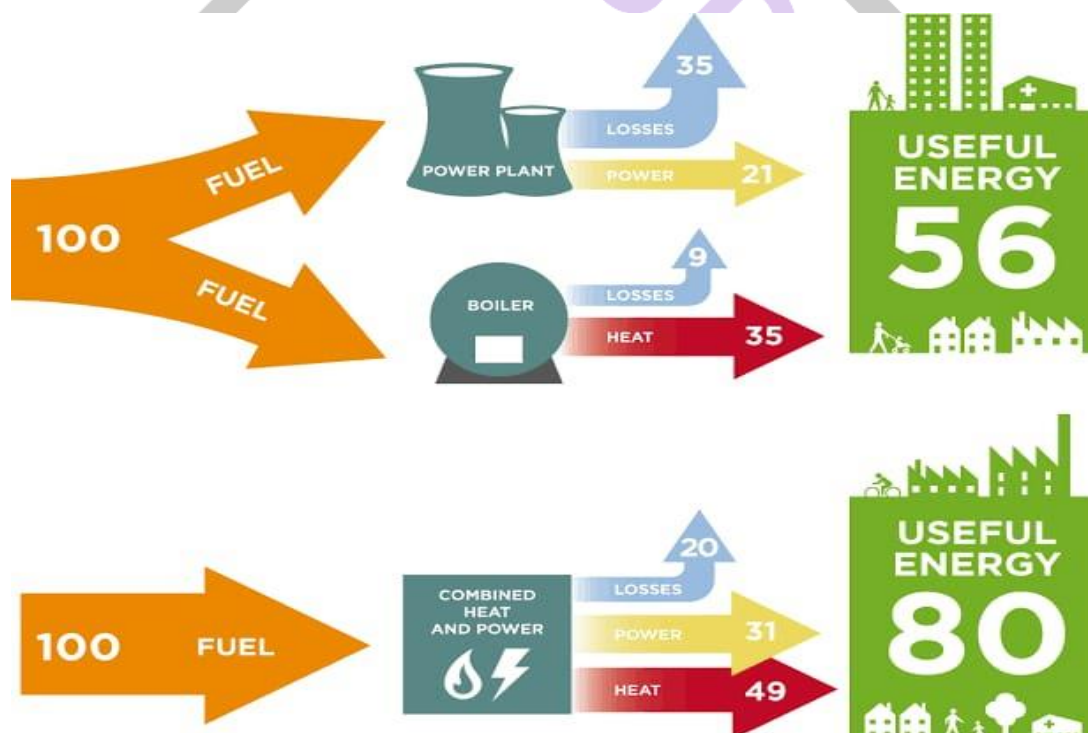 100
FUEL
FUEL
POWER PLANT
35
LOSSES
POWER 21
BOILER
9
LOSSES
HEAT 35
USEFUL
ENERGY
56
100 FUEL
COMBINED
HEAT
AND POWER
20
LOSSES
POWER 31
HEAT 49
USEFUL
ENERGY
80